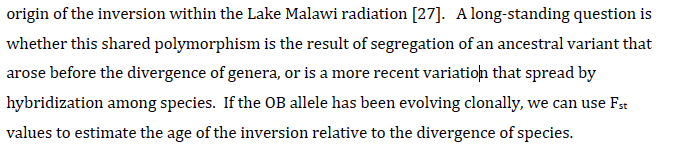 origin of the inversion within the Lake Malawi radiation [27].   A long-standing question is
whether this shared polymorphism is the result of segregation of an ancestral variant that
arose before the divergence of genera, or is a more recent variation that spread by
hybridization among species.  If the OB allele has been evolving clonally, we can use Fst
values to estimate the age of the inversion relative to the divergence of species.